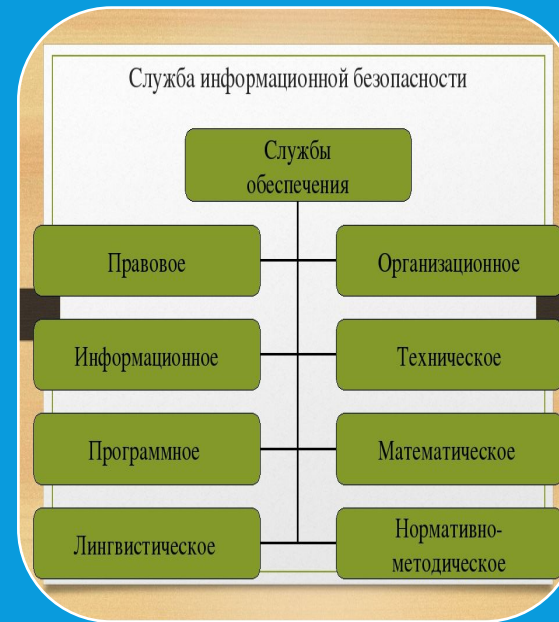 Служба информационной безопасности
Службы
обеспечения
Правовое
Организационное
Информационное
Техническое
Программное
Математическое
Лингвистическое
Нормативно-
методическое